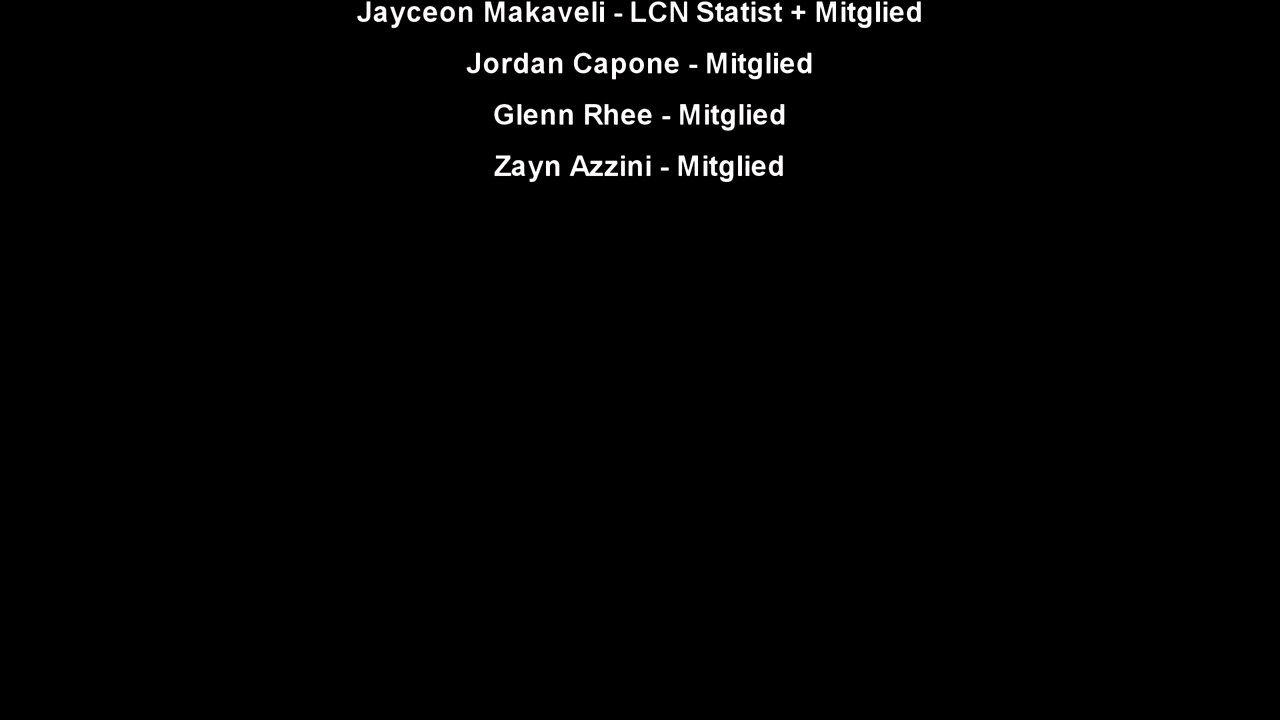 Jayceon Makaveli - LCN Statist + Mitglied
Jordan Capone - Mitglied
Glenn Rhee - Mitglied
Zayn Azzini - Mitglied